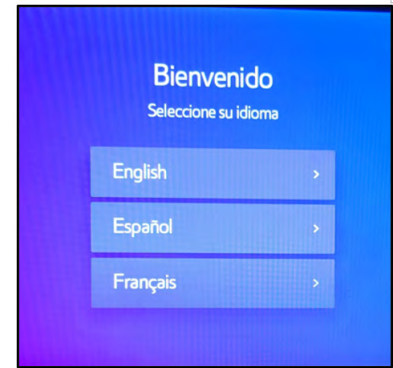 Bienvenido
Seleccione su idioma
English ›
Español ›
Français ›